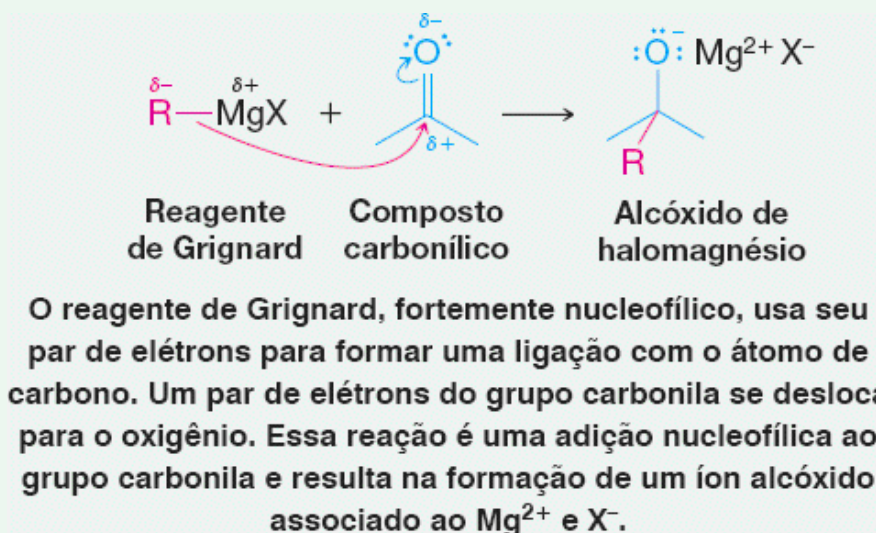 δ− :O: δ− δ+ R—MgX + δ+ → :Ö:⁻ Mg²⁺ X⁻ R
Reagente Composto Alcóxido de
de Grignard carbonílico halomagnésio
O reagente de Grignard, fortemente nucleofílico, usa seu
par de elétrons para formar uma ligação com o átomo de
carbono. Um par de elétrons do grupo carbonila se desloca
para o oxigênio. Essa reação é uma adição nucleofílica ao
grupo carbonila e resulta na formação de um íon alcóxido
associado ao Mg²⁺ e X⁻.